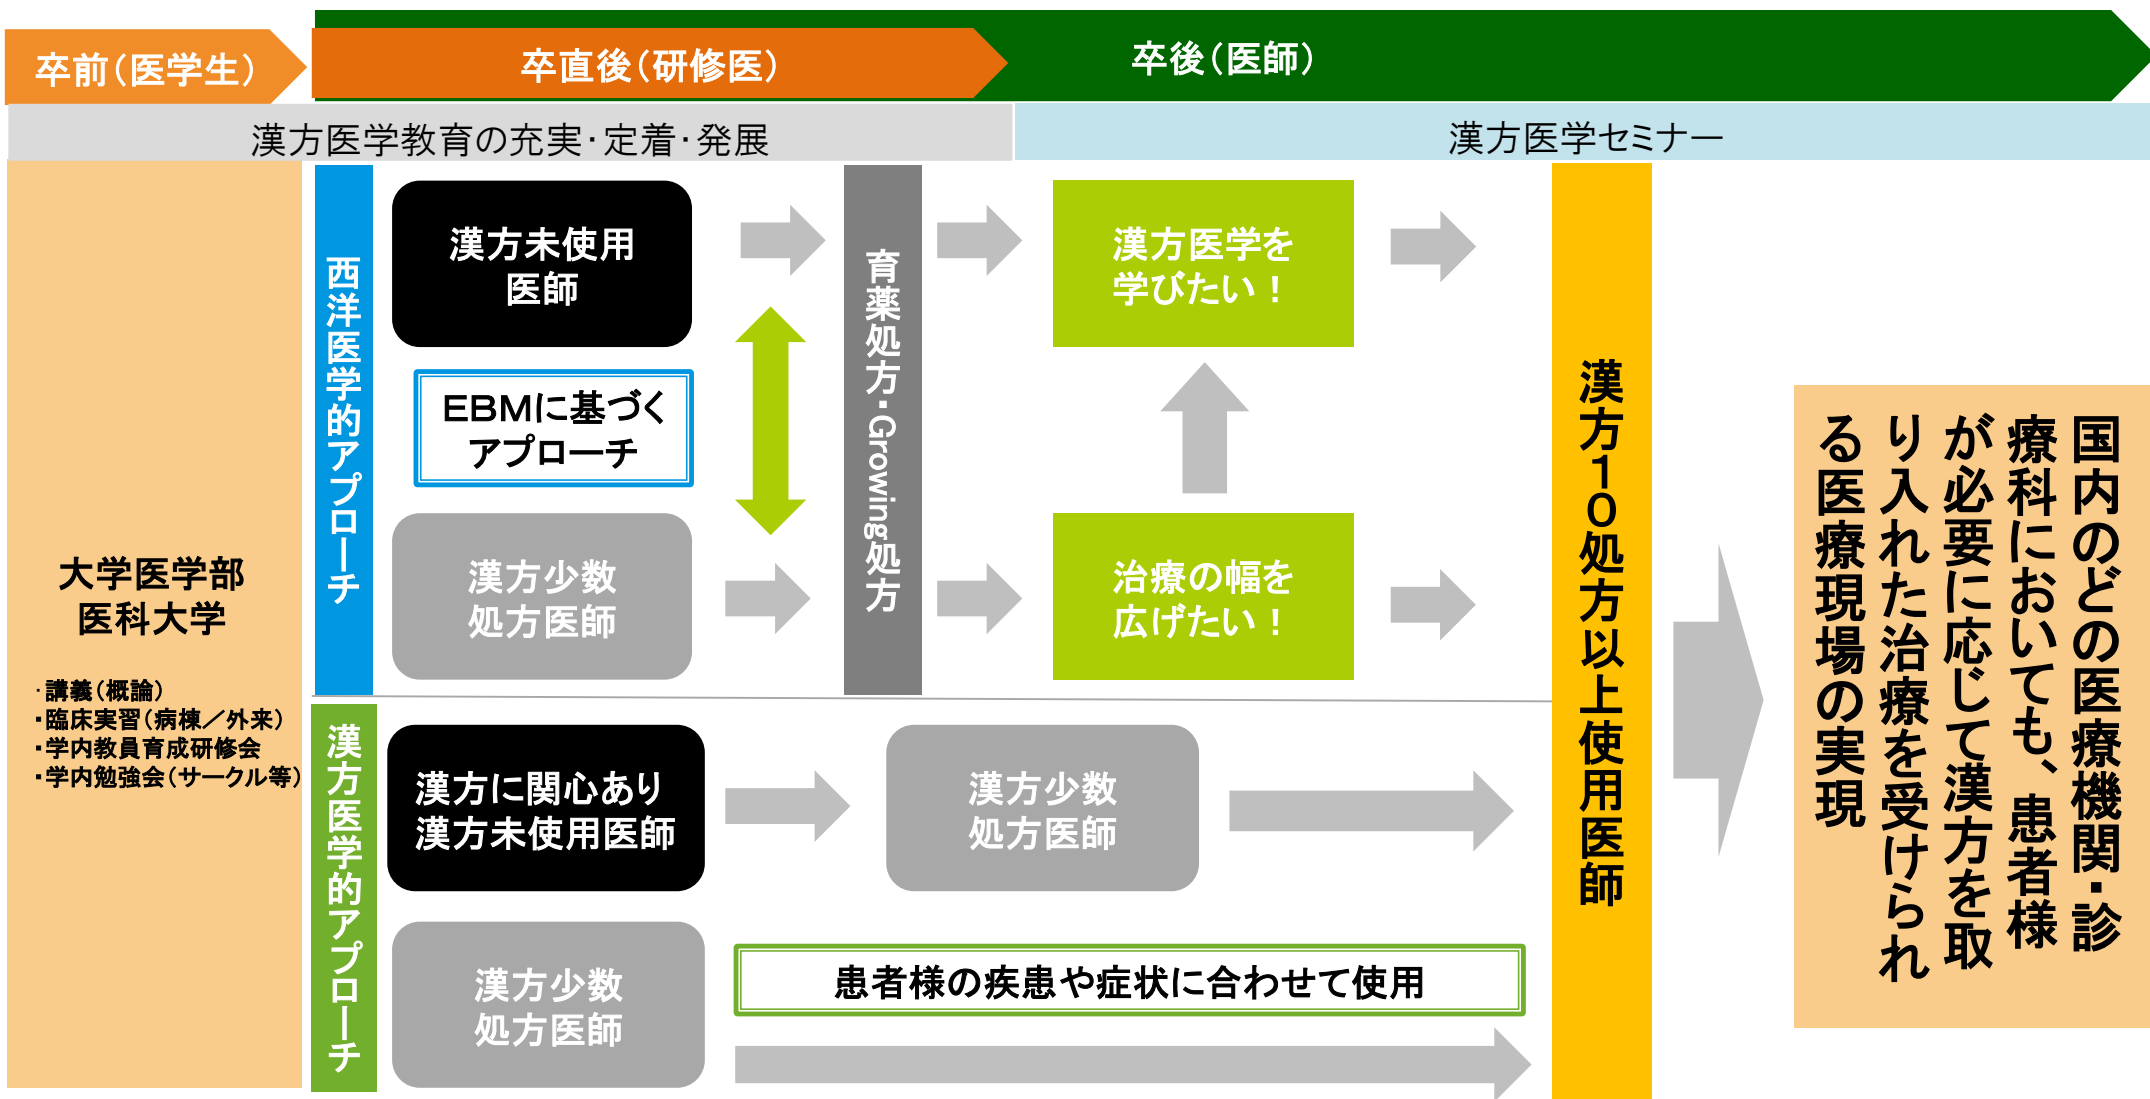 卒前（医学生）
卒直後（研修医）
卒後（医師）
漢方医学教育の充実・定着・発展
漢方医学セミナー
大学医学部
医科大学
・講義（概論）
・臨床実習（病棟／外来）
・学内教員育成研修会
・学内勉強会（サークル等）
西洋医学的アプローチ
漢方未使用
医師
EBMに基づく
アプローチ
漢方少数
処方医師
育薬処方・Growing処方
漢方医学を
学びたい！
治療の幅を
広げたい！
漢方医学的アプローチ
漢方に関心あり
漢方未使用医師
漢方少数
処方医師
漢方少数
処方医師
患者様の疾患や症状に合わせて使用
漢方１０処方以上使用医師
国内のどの医療機関・診
療科においても、患者様
が必要に応じて漢方を取
り入れた治療を受けられ
る医療現場の実現